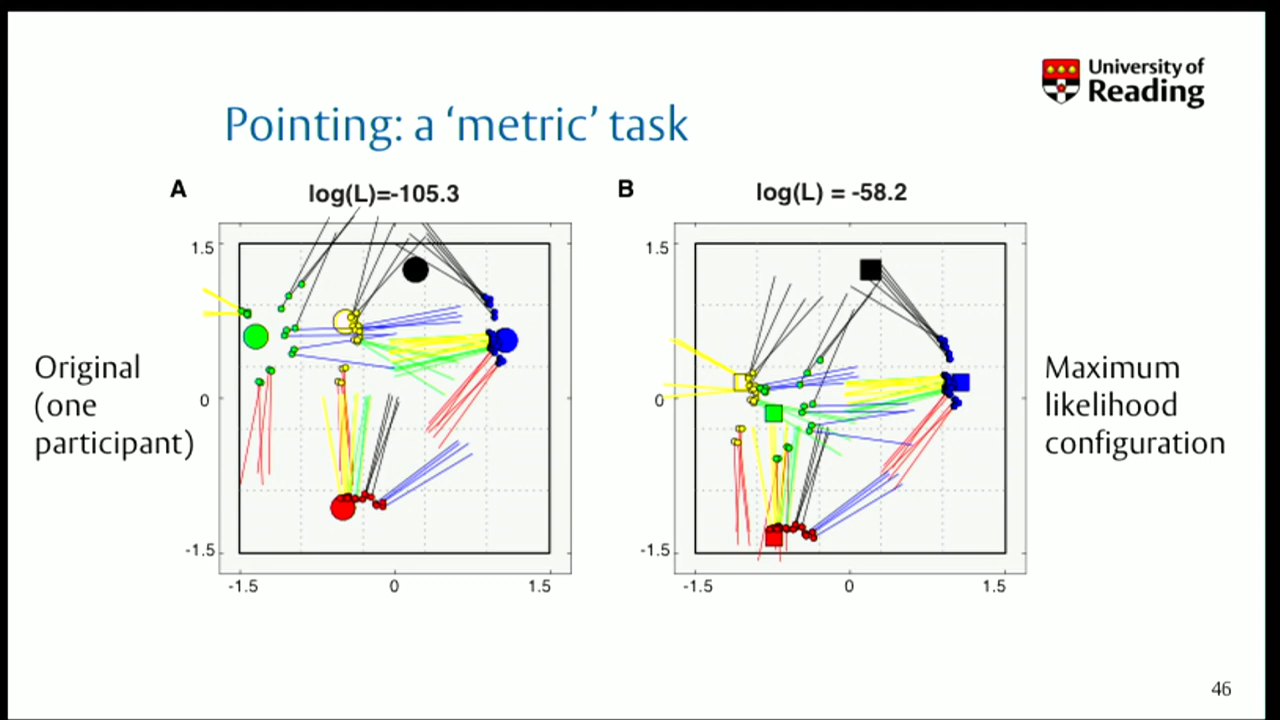 University of
Reading
Pointing: a ‘metric’ task
A
log(L)=-105.3
B
log(L) = -58.2
1.5
0
-1.5
-1.5
0
1.5
1.5
0
-1.5
-1.5
0
1.5
Original
(one
participant)
Maximum
likelihood
configuration
46